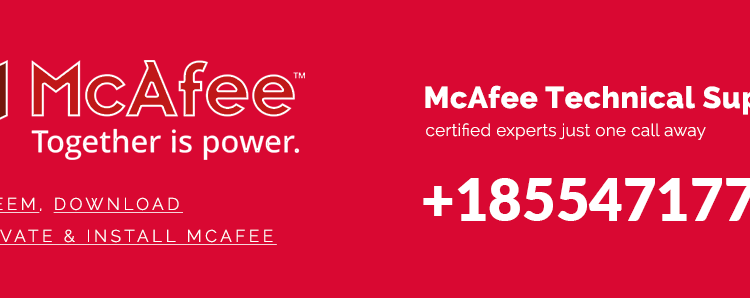 McAfee™
Together is power.
EEM, DOWNLOAD
VATE & INSTALL MCAFEE
McAfee Technical Sup
certified experts just one call away
+185547177